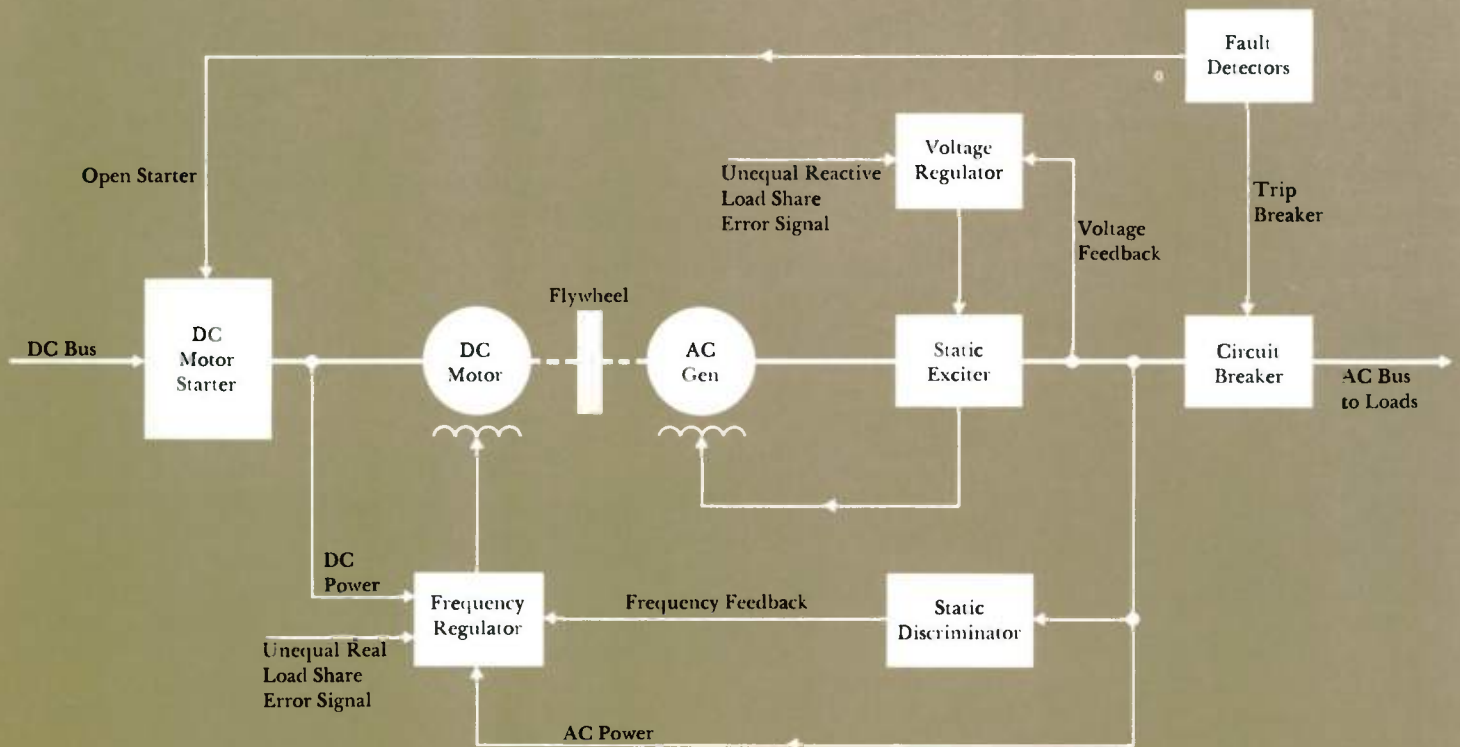 Fault
Detectors
Voltage
Regulator
Open Starter
Unequal Reactive
Load Share
Error Signal
Trip
Breaker
Voltage
Feedback
Flywheel
DC Bus
DC
Motor
Starter
DC
Motor
AC
Gen
Static
Exciter
Circuit
Breaker
AC Bus
to Loads
DC
Power
Frequency
Regulator
Frequency Feedback
Static
Discriminator
Unequal Real
Load Share
Error Signal
AC Power